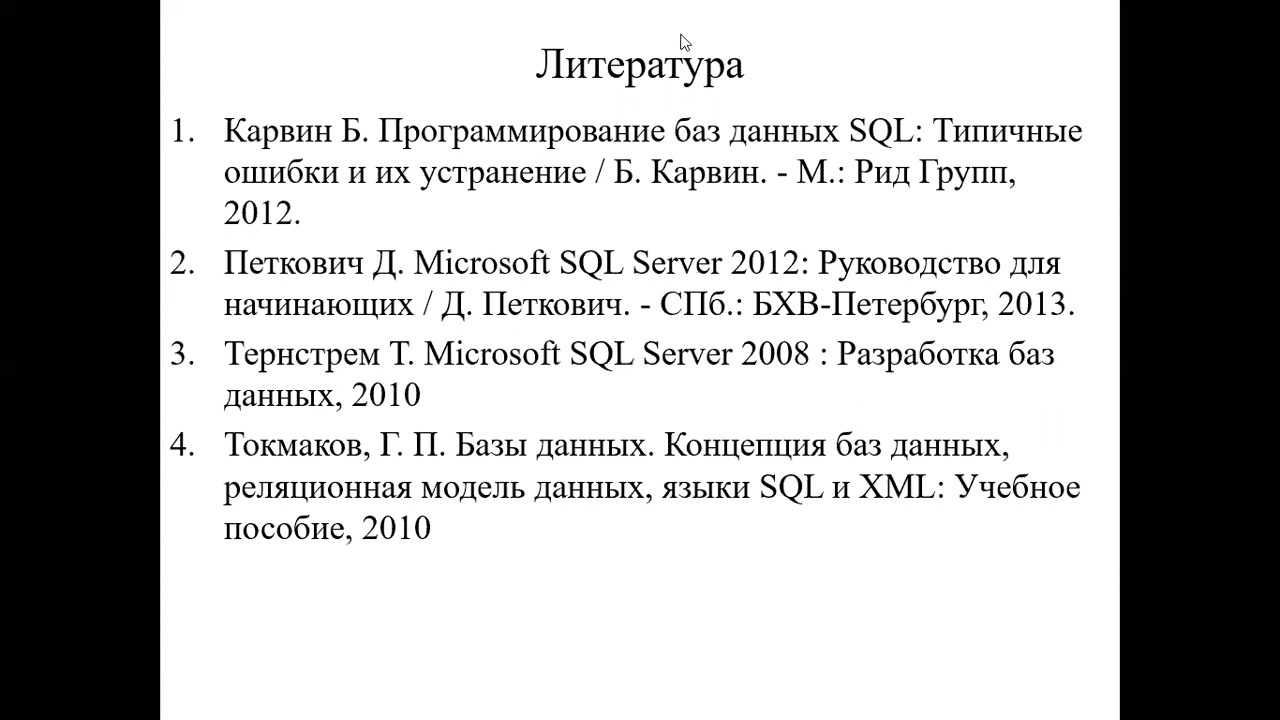 Литература
1. Карвин Б. Программирование баз данных SQL: Типичные
ошибки и их устранение / Б. Карвин. - М.: Рид Групп,
2012.
2. Петкович Д. Microsoft SQL Server 2012: Руководство для
начинающих / Д. Петкович. - СПб.: БХВ-Петербург, 2013.
3. Тернстрем Т. Microsoft SQL Server 2008 : Разработка баз
данных, 2010
4. Токмаков, Г. П. Базы данных. Концепция баз данных,
реляционная модель данных, языки SQL и XML: Учебное
пособие, 2010